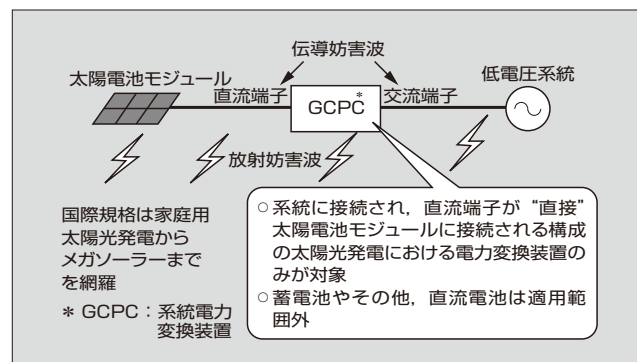 伝導妨害波
太陽電池モジュール
低電圧系統
直流端子
GCPC*
交流端子
放射妨害波
国際規格は家庭用
太陽光発電から
メガソーラーまで
を網羅
* GCPC:系統電力
変換装置
○系統に接続され,直流端子が“直接”
太陽電池モジュールに接続される構成
の太陽光発電における電力変換装置の
みが対象
○蓄電池やその他,直流電池は適用範
囲外